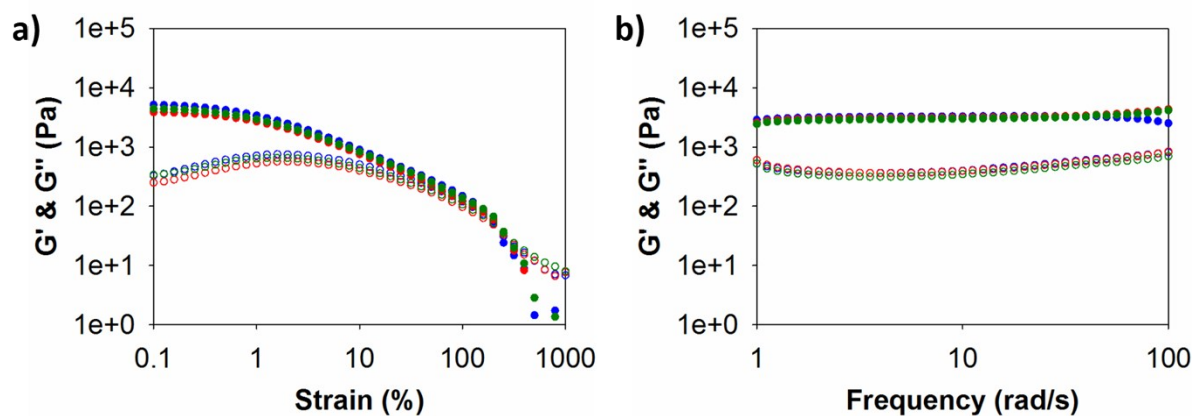 a)
G' & G" (Pa)
1e+5
1e+4
1e+3
1e+2
1e+1
1e+0
0.1
1
10
100
1000
Strain (%)
b)
G' & G" (Pa)
1e+5
1e+4
1e+3
1e+2
1e+1
1e+0
1
10
100
Frequency (rad/s)